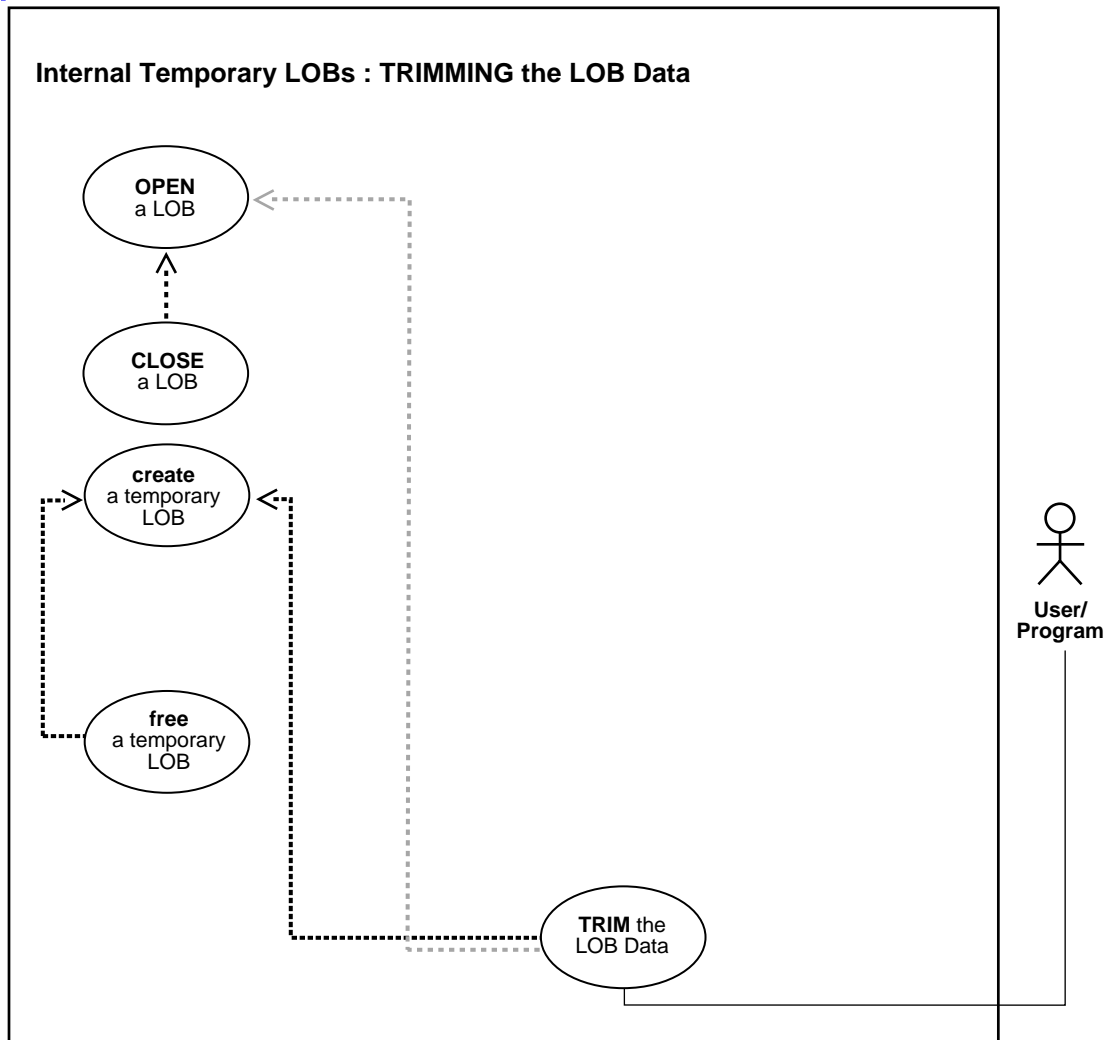 Internal Temporary LOBs : TRIMMING the LOB Data
OPEN
a LOB
CLOSE
a LOB
create
a temporary
LOB
User/
Program
free
a temporary
LOB
TRIM the
LOB Data